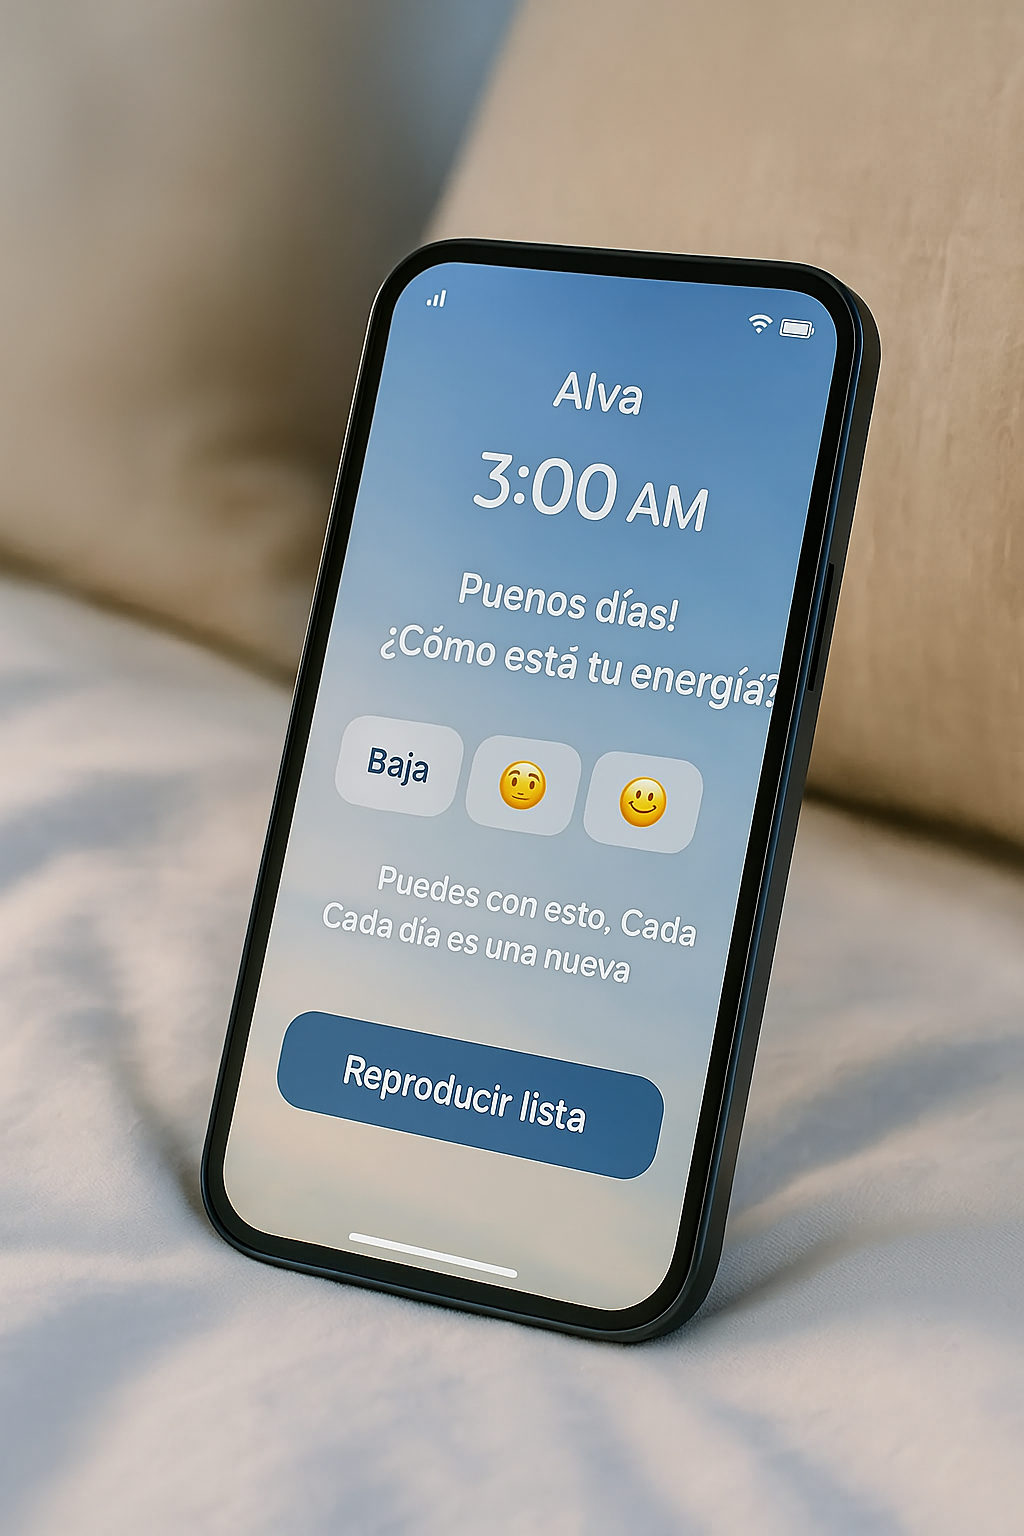 Alva
3:00 AM
Puenos días!
¿Cómo está tu energía?
Baja
Puedes con esto, Cada
Cada día es una nueva
Reproducir lista